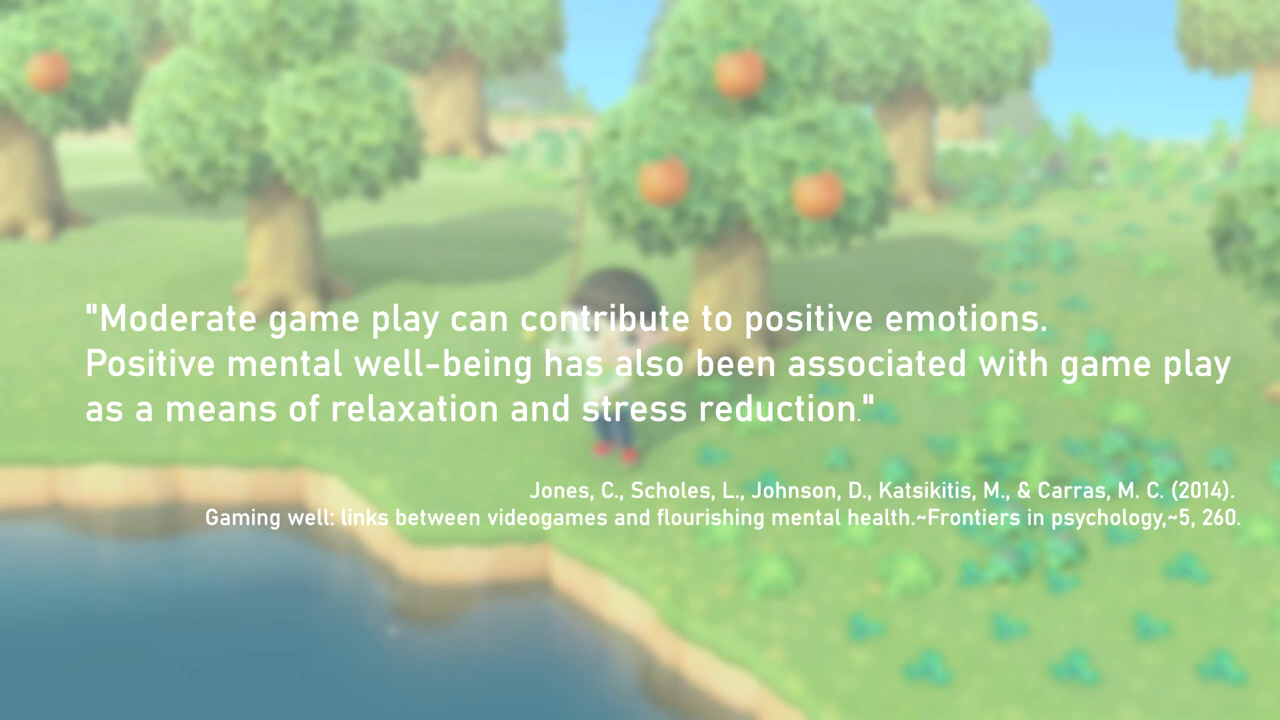 "Moderate game play can contribute to positive emotions.
Positive mental well-being has also been associated with game play
as a means of relaxation and stress reduction."
Jones, C., Scholes, L., Johnson, D., Katsikitis, M., & Carras, M. C. (2014).
Gaming well: links between videogames and flourishing mental health.~Frontiers in psychology,~5, 260.